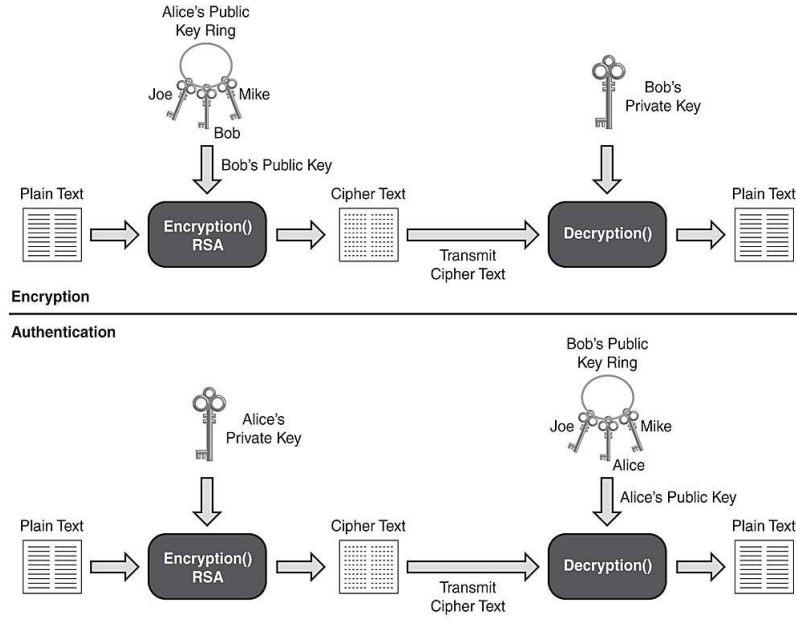 Alice's Public
Key Ring
Joe
Mike
Bob
Bob's
Private Key
Bob's Public Key
Plain Text
Encryption()
RSA
Cipher Text
Transmit
Cipher Text
Decryption()
Plain Text
Encryption
Authentication
Alice's
Private Key
Bob's Public
Key Ring
Joe
Mike
Alice
Alice's Public Key
Plain Text
Encryption()
RSA
Cipher Text
Transmit
Cipher Text
Decryption()
Plain Text